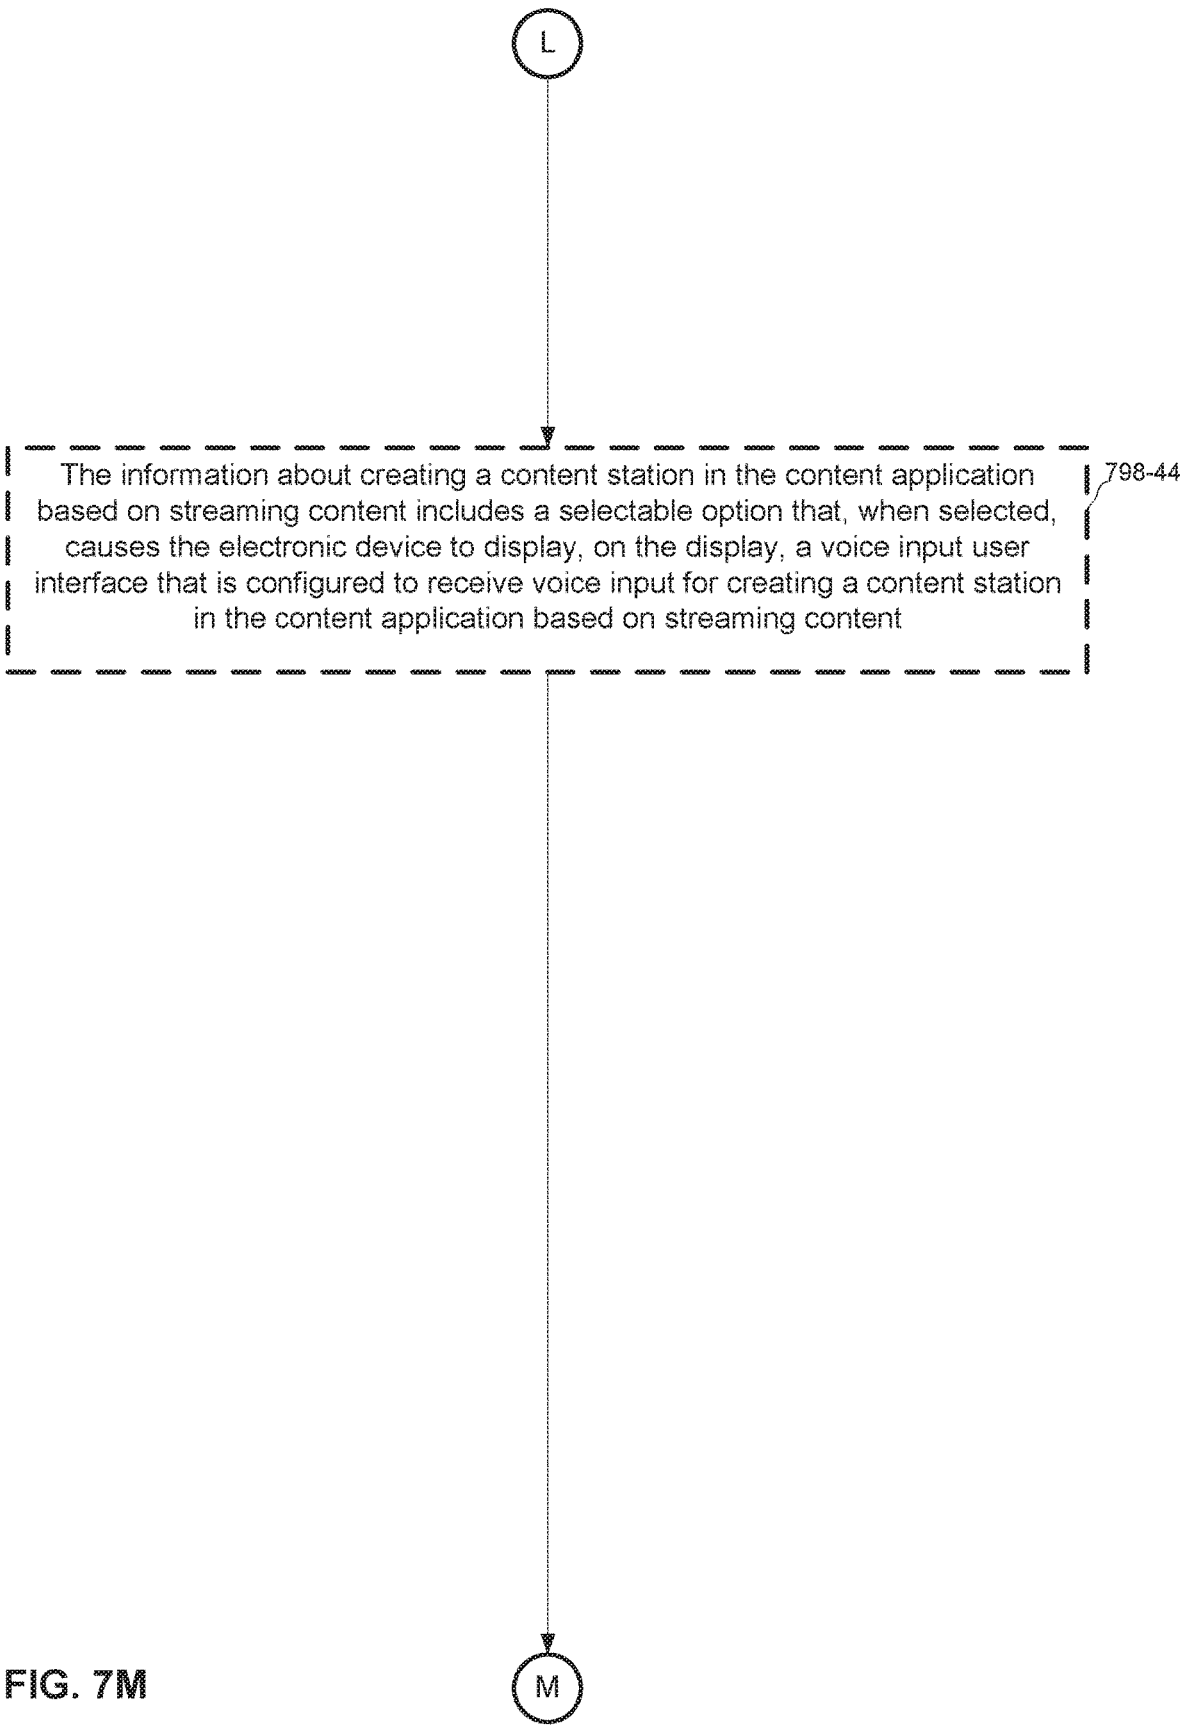 L
The information about creating a content station in the content application
based on streaming content includes a selectable option that, when selected,
causes the electronic device to display, on the display, a voice input user
interface that is configured to receive voice input for creating a content station
in the content application based on streaming content
798-44
FIG. 7M
M